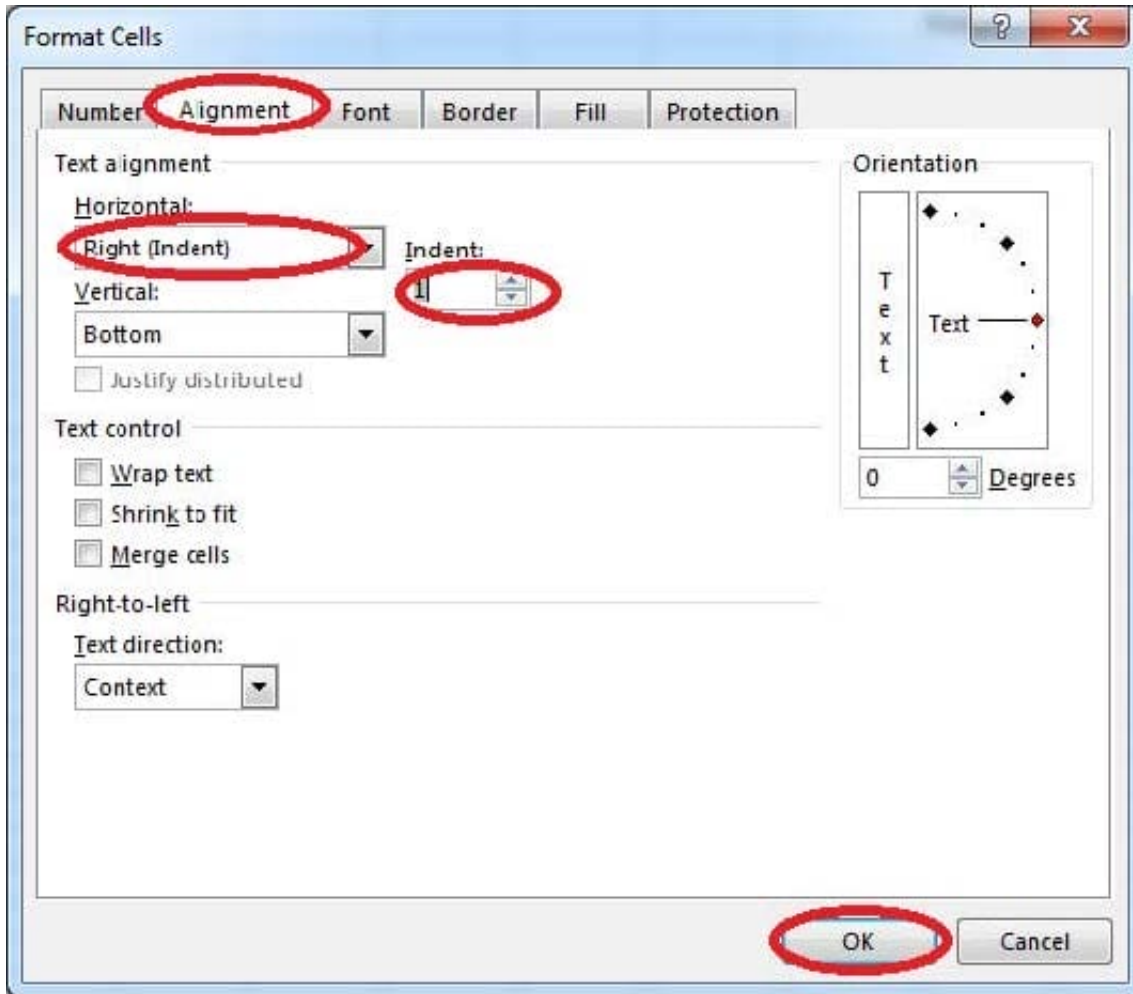 Format Cells
Number Alignment Font Border Fill Protection
Text alignment
Horizontal:
Right (Indent)
Indent:
1
Vertical:
Bottom
Justify distributed
Text control
Wrap text
Shrink to fit
Merge cells
Right-to-left
Text direction:
Context
Orientation
Text
Text
0 Degrees
OK Cancel